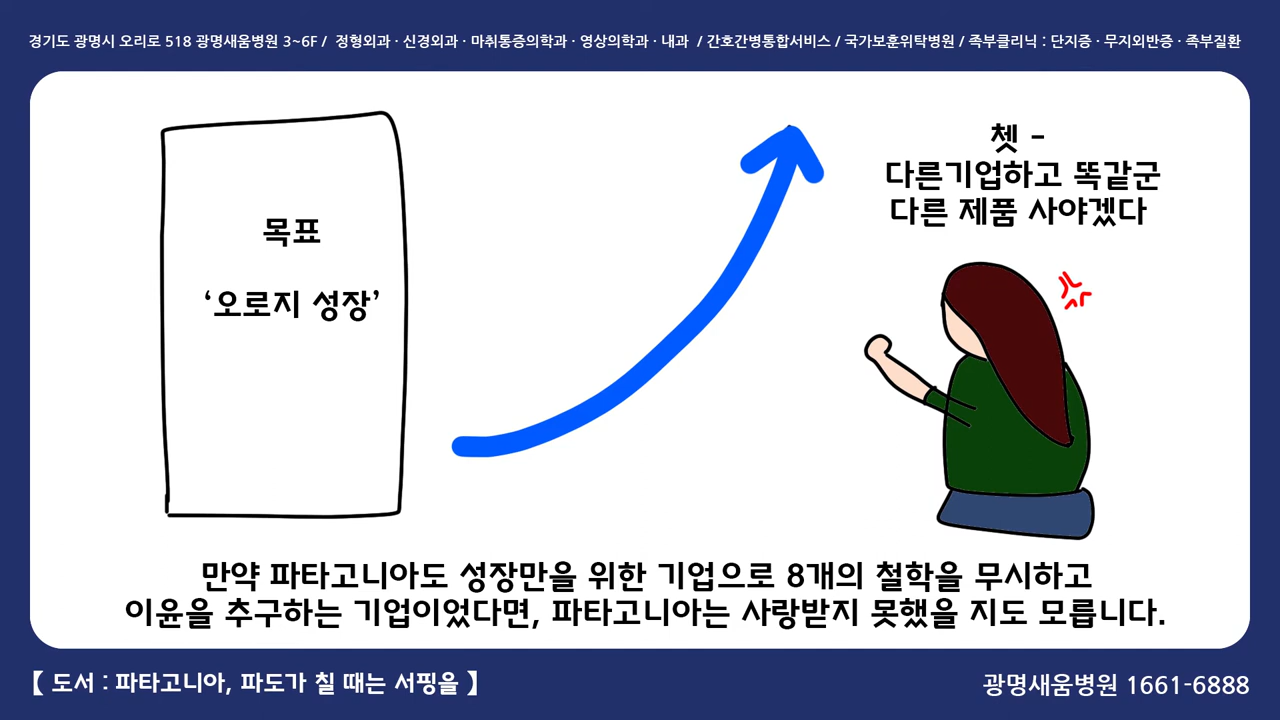 경기도 광명시 오리로 518 광명새움병원 3~6F / 정형외과 · 신경외과 · 마취통증의학과 · 영상의학과 · 내과 / 간호간병통합서비스 / 국가보훈위탁병원 / 족부클리닉 : 단지증 · 무지외반증 · 족부질환
목표
‘오로지 성장’
쳇 -
다른기업하고 똑같군
다른 제품 사야겠다
만약 파타고니아도 성장만을 위한 기업으로 8개의 철학을 무시하고
이윤을 추구하는 기업이었다면, 파타고니아는 사랑받지 못했을 지도 모릅니다.
【 도서 : 파타고니아, 파도가 칠 때는 서핑을 】
광명새움병원 1661-6888